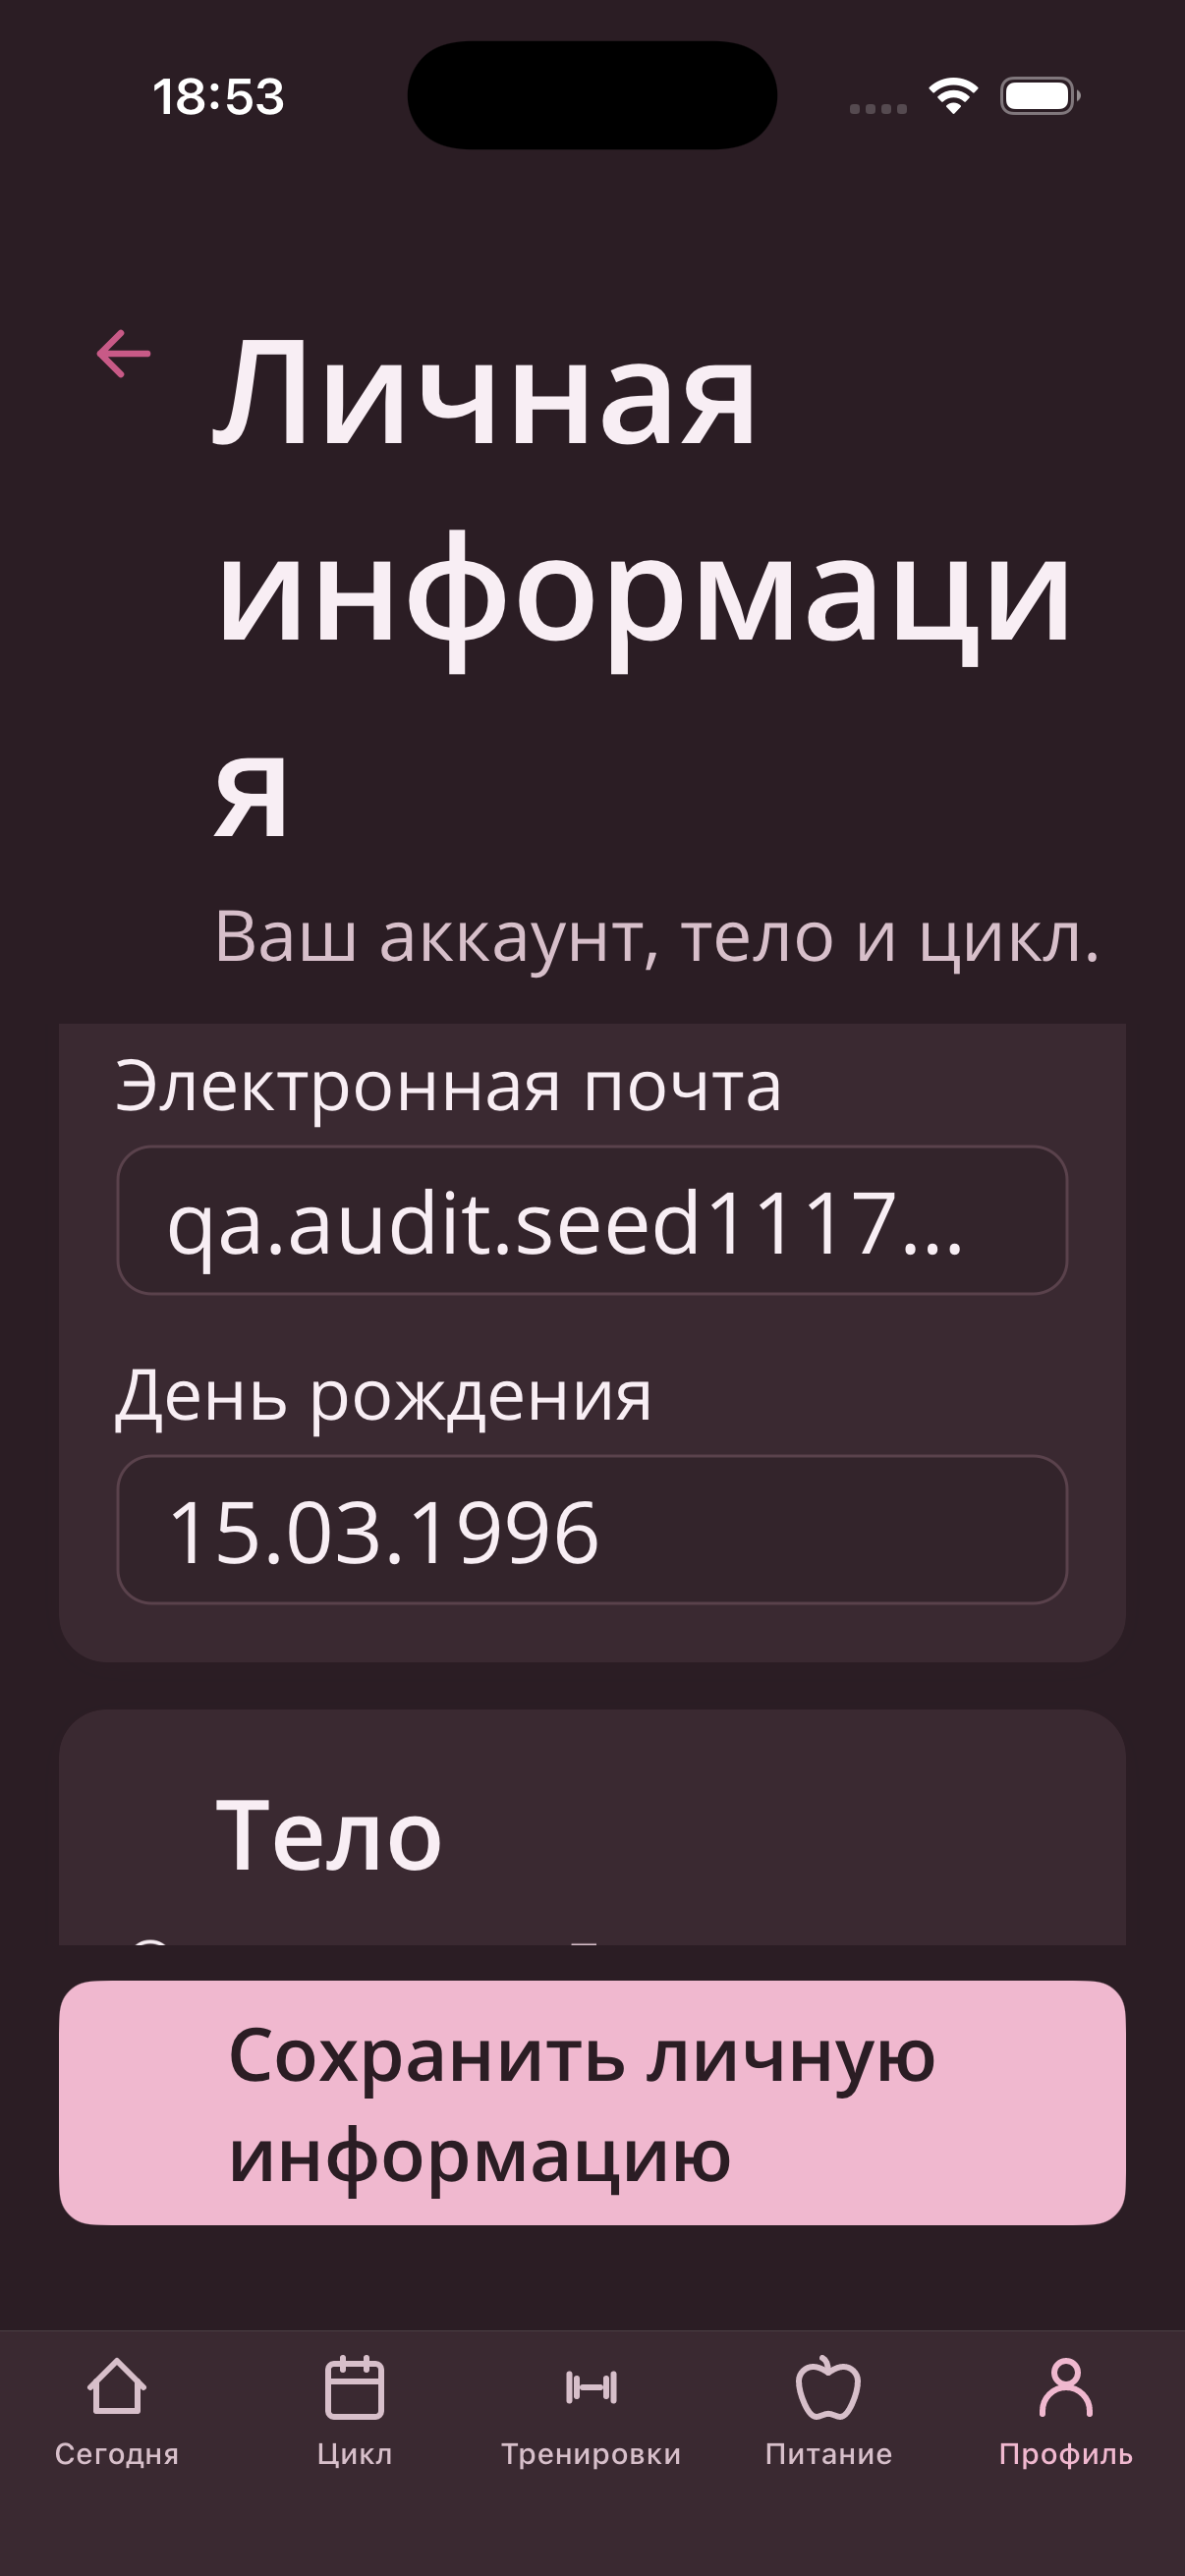 18:53
Личная
информаци
я
Ваш аккаунт, тело и цикл.
Электронная почта
qa.audit.seed1117...
День рождения
15.03.1996
Тело
Сохранить личную
информацию
Сегодня
Цикл
Тренировки
Питание
Профиль